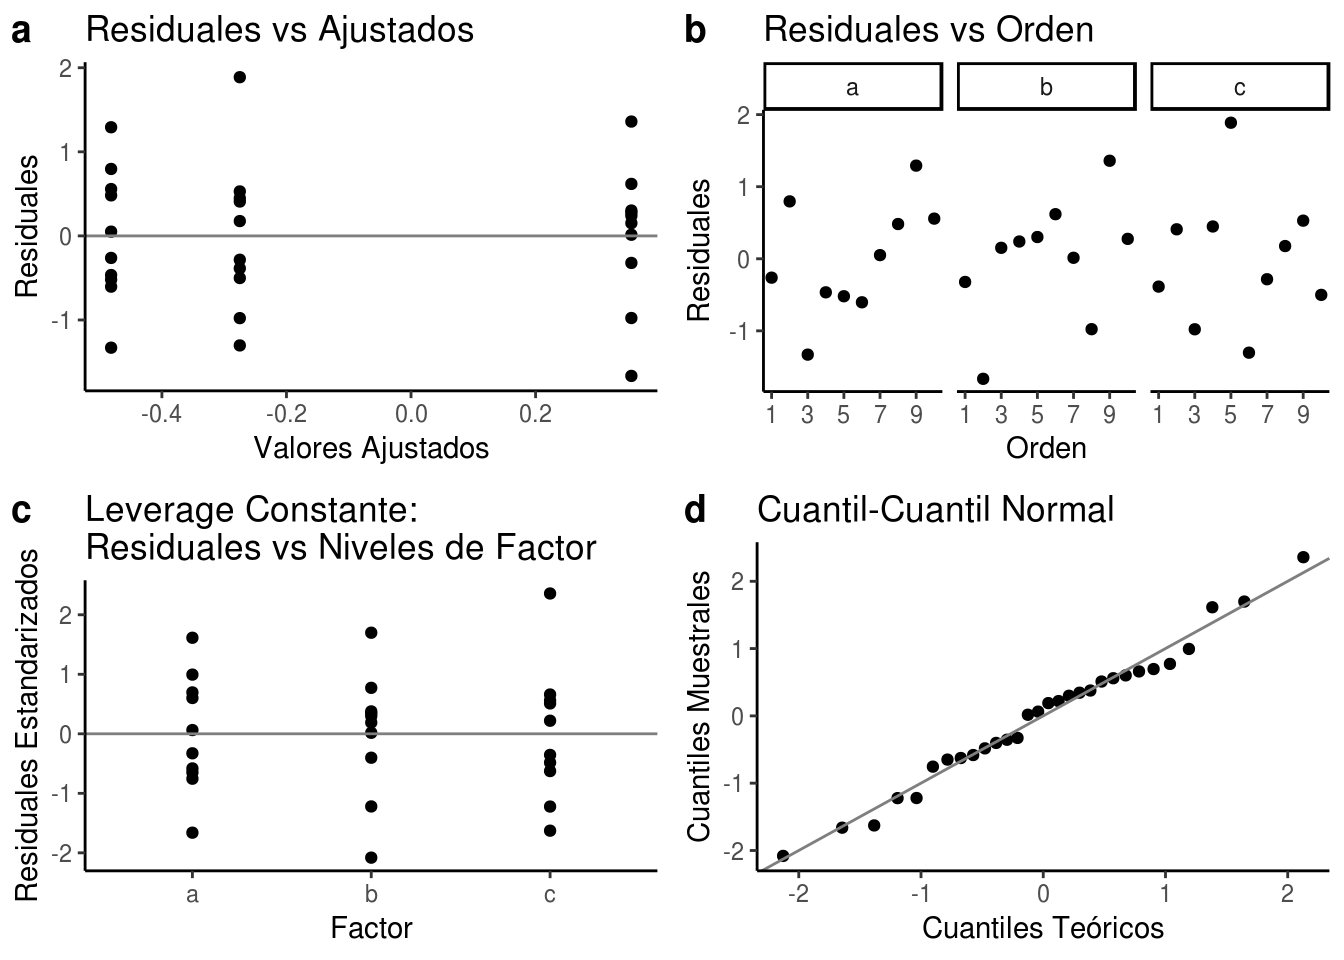 a Residuales vs Ajustados
2
1
0
-1
Residuales
-0.4 -0.2 0.0 0.2
Valores Ajustados
b Residuales vs Orden
a b c
2
1
0
-1
Residuales
1 3 5 7 9 1 3 5 7 9 1 3 5 7 9
Orden
c Leverage Constante:
Residuales vs Niveles de Factor
2
1
0
-1
-2
Residuales Estandarizados
a b c
Factor
d Cuantil-Cuantil Normal
2
1
0
-1
-2
Cuantiles Muestrales
-2 -1 0 1 2
Cuantiles Teóricos